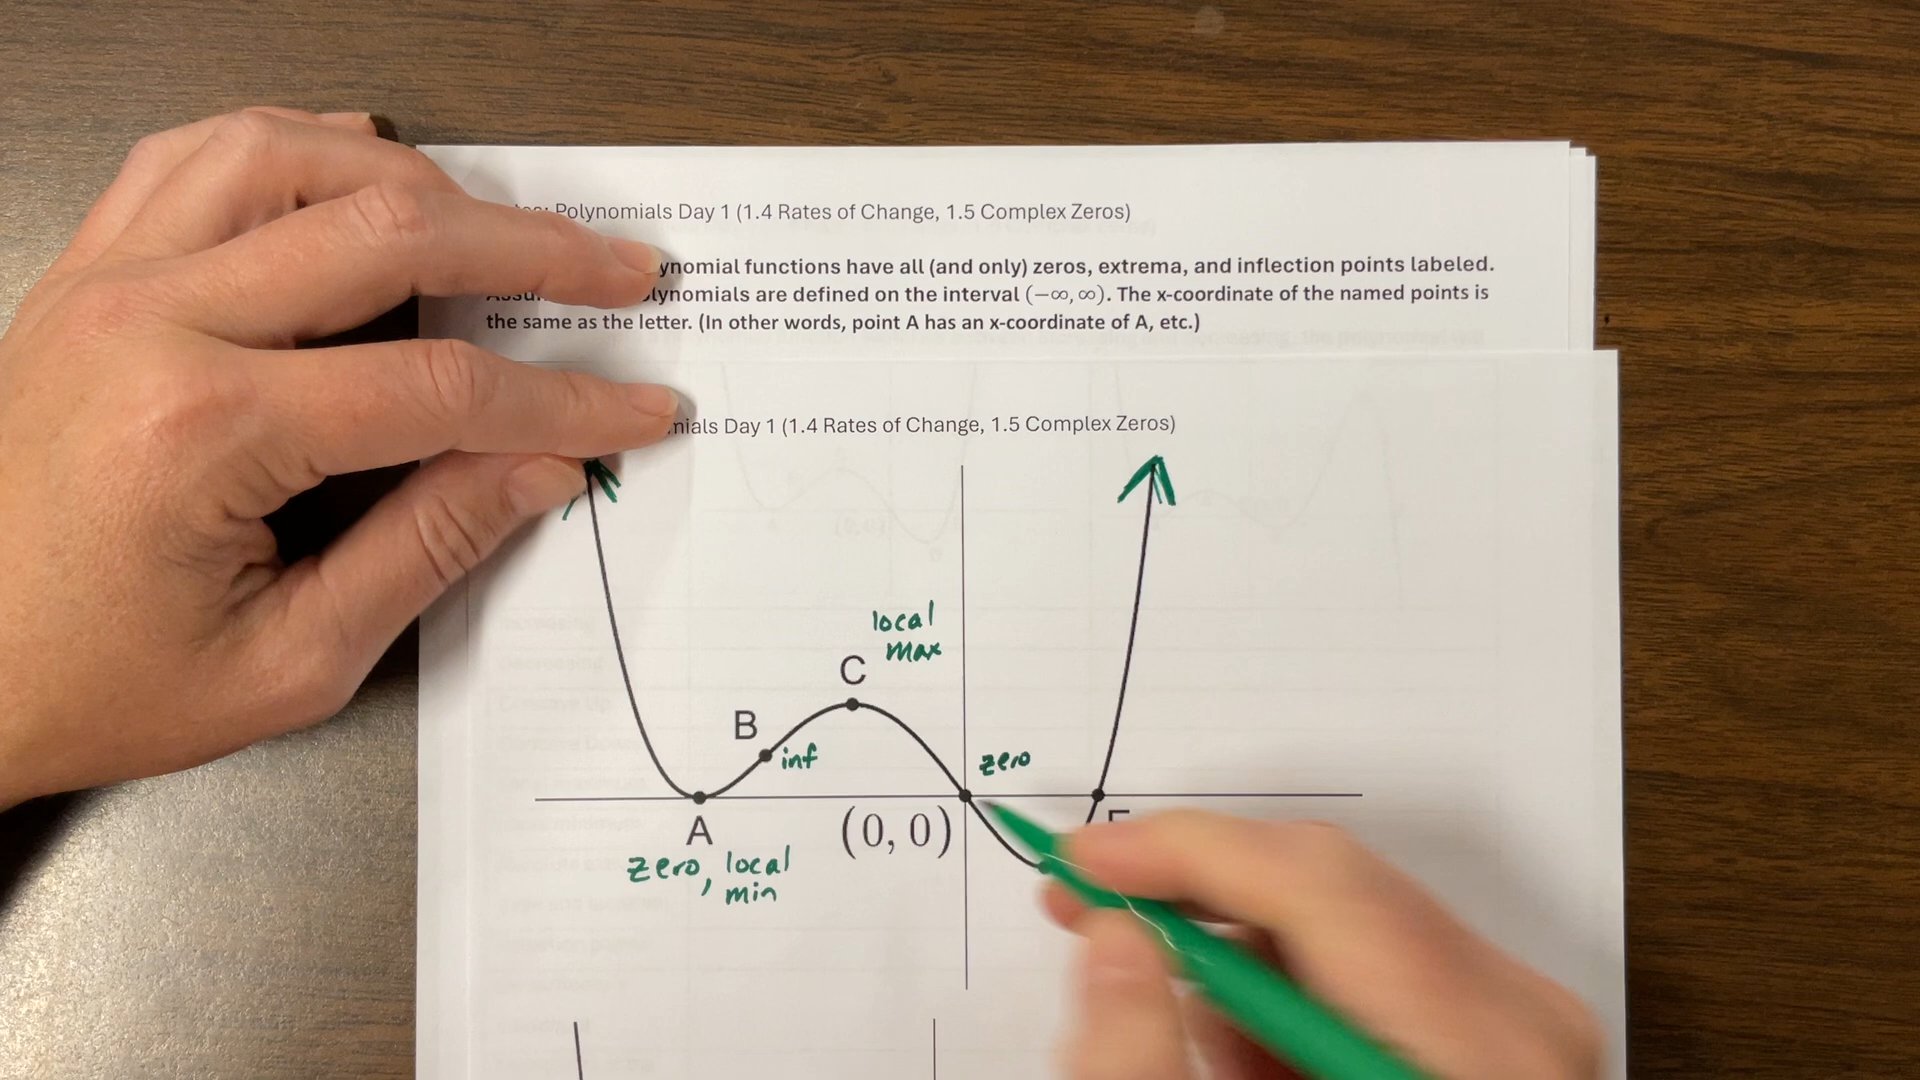 Polynomials Day 1 (1.4 Rates of Change, 1.5 Complex Zeros)
functions have all (and only) zeros, extrema, and inflection points labeled.
are defined on the interval (−∞, ∞). The x-coordinate of the named points is
the same as the letter. (In other words, point A has an x-coordinate of A, etc.)
Day 1 (1.4 Rates of Change, 1.5 Complex Zeros)
local
max
C
B
inf
zero
A
(0, 0)
zero, local
min